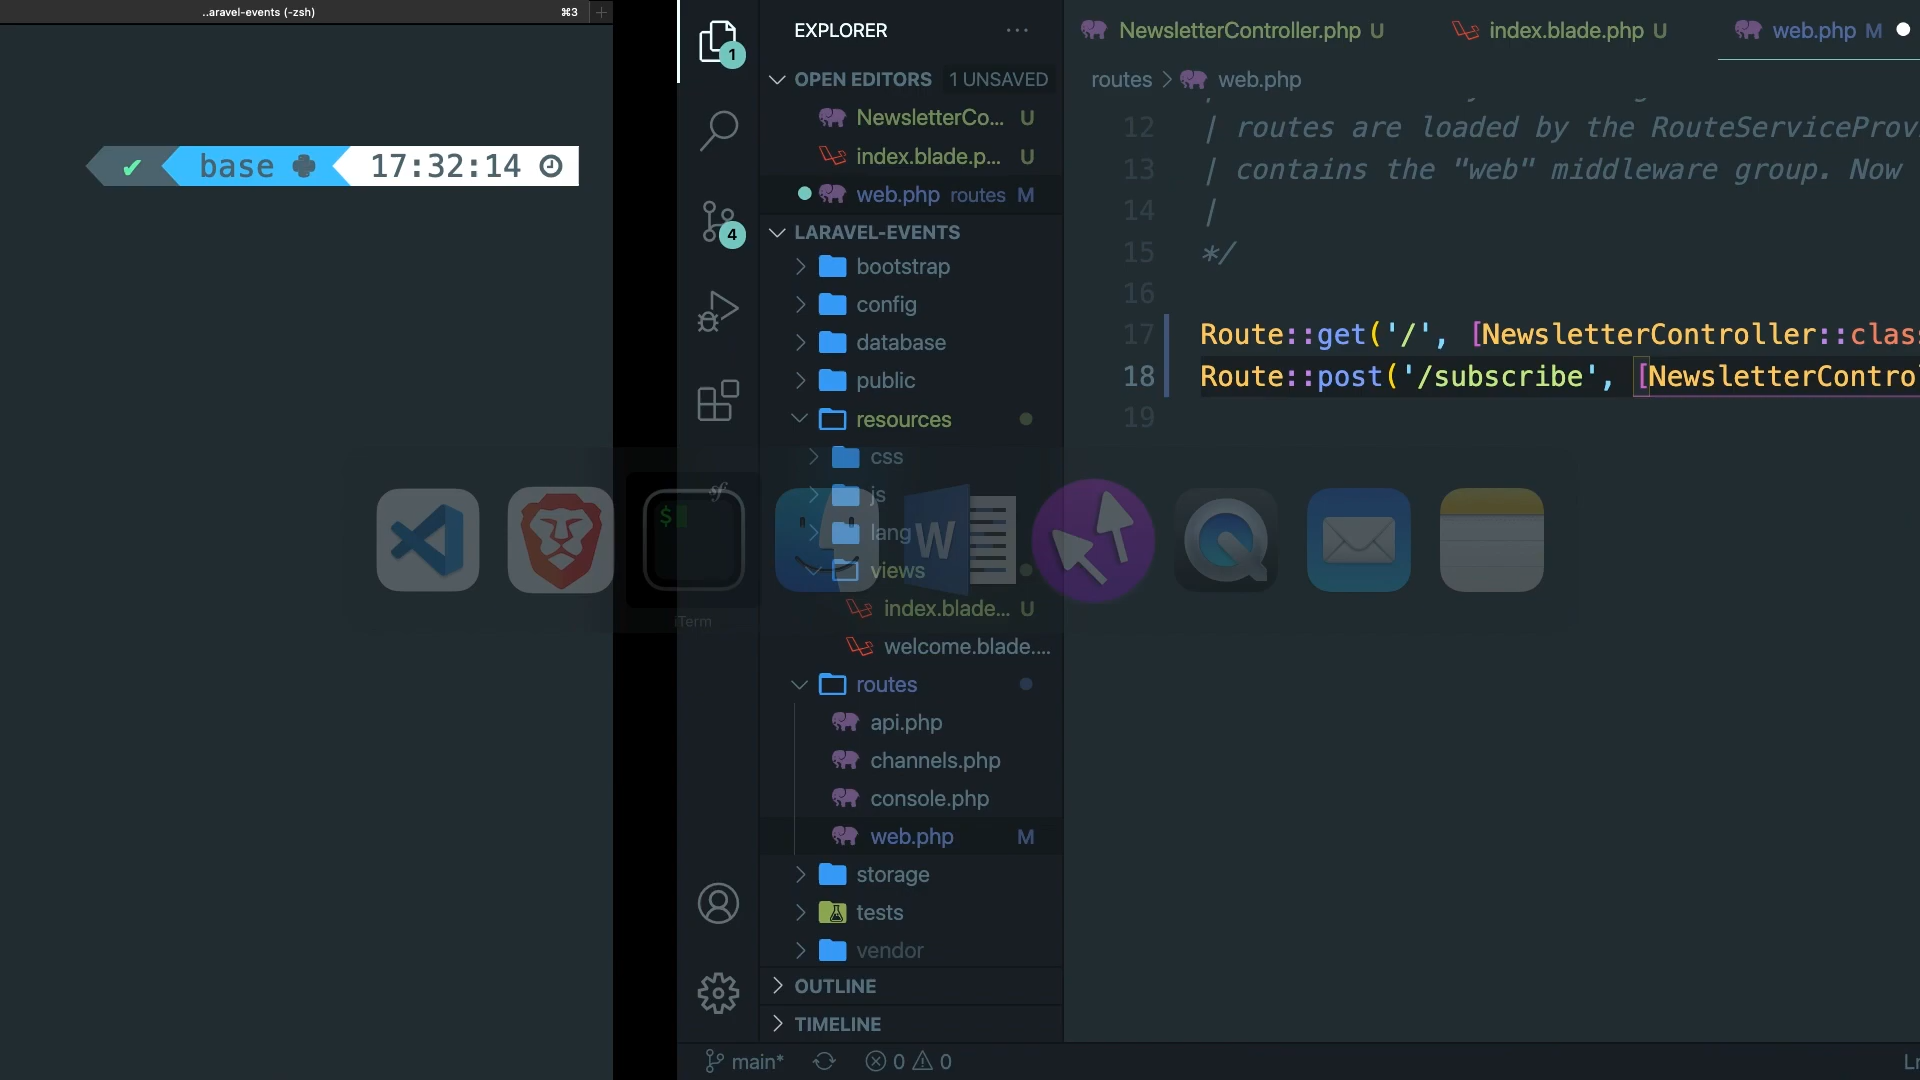 ..aravel-events (-zsh) ⌘3 +
✔ base 17:32:14
EXPLORER ...
1
OPEN EDITORS 1 UNSAVED
NewsletterCo... U
index.blade.p... U
web.php routes M
4
LARAVEL-EVENTS
bootstrap
config
database
public
resources
css
js
lang
views
index.blade... U
welcome.blade....
routes
api.php
channels.php
console.php
web.php M
storage
tests
vendor
OUTLINE
TIMELINE
main* 0 0
NewsletterController.php U index.blade.php U web.php M
routes > web.php
12 | routes are loaded by the RouteServiceProv
13 | contains the "web" middleware group. Now
14 |
15 */
16
17 Route::get('/', [NewsletterController::clas
18 Route::post('/subscribe', [NewsletterContro
19
$
W
iTerm